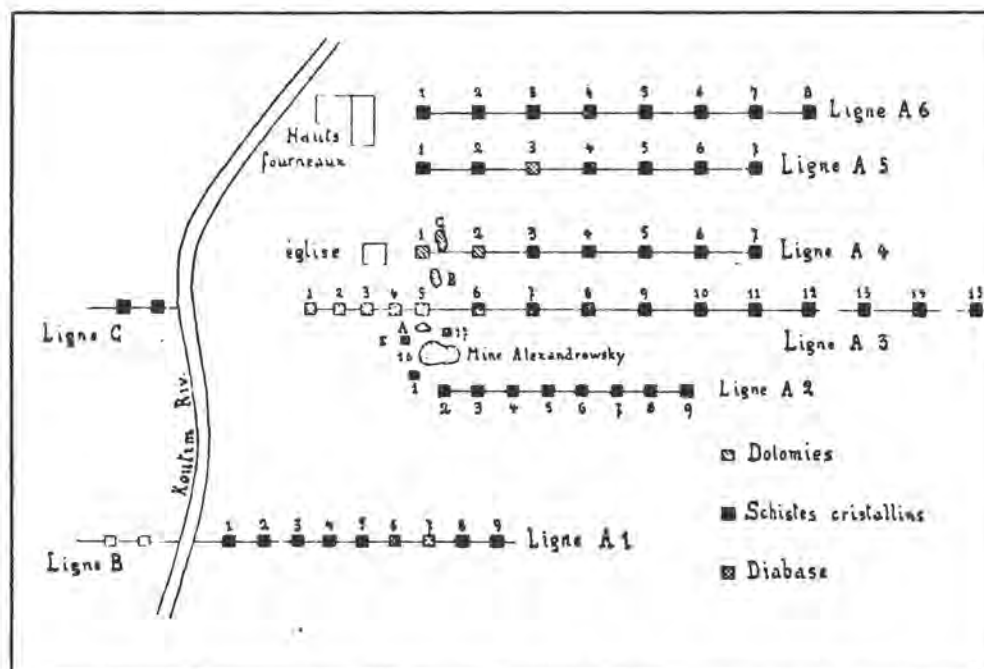 1 2 3 4 5 6 7 8 Ligne A 6
Hauts
fourneaux
1 2 3 4 5 6 7 Ligne A 5
C
église 1 2 3 4 5 6 7 Ligne A 4
B
1 2 3 4 5 6 7 8 9 10 11 12 13 14 15
Ligne C
Ligne A 3
A 17
Mine Alexandrowsky
16
1 2 3 4 5 6 7 8 9 Ligne A 2
Koutim Riv.
Dolomies
Schistes cristallins
Diabase
1 2 3 4 5 6 7 8 9 Ligne A 1
Ligne B